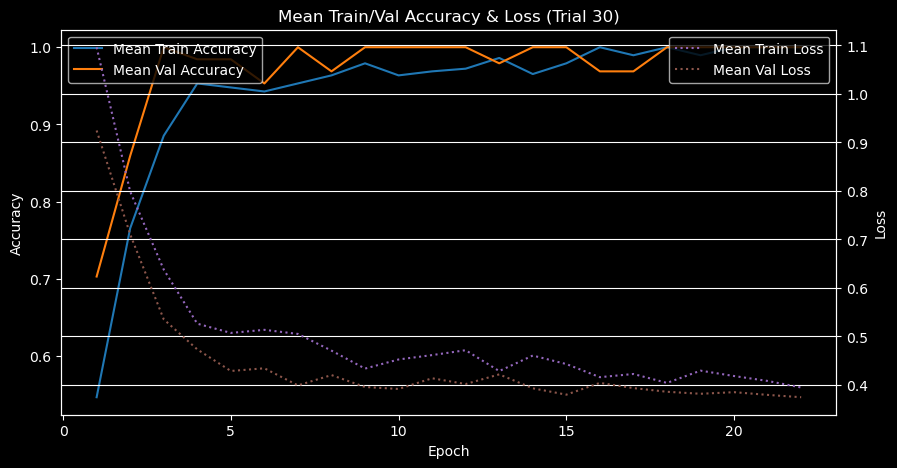 Mean Train/Val Accuracy & Loss (Trial 30)
Mean Train Accuracy
Mean Val Accuracy
Mean Train Loss
Mean Val Loss
1.0
0.9
0.8
0.7
0.6
Accuracy
1.1
1.0
0.9
0.8
0.7
0.6
0.5
0.4
Loss
0
5
10
15
20
Epoch